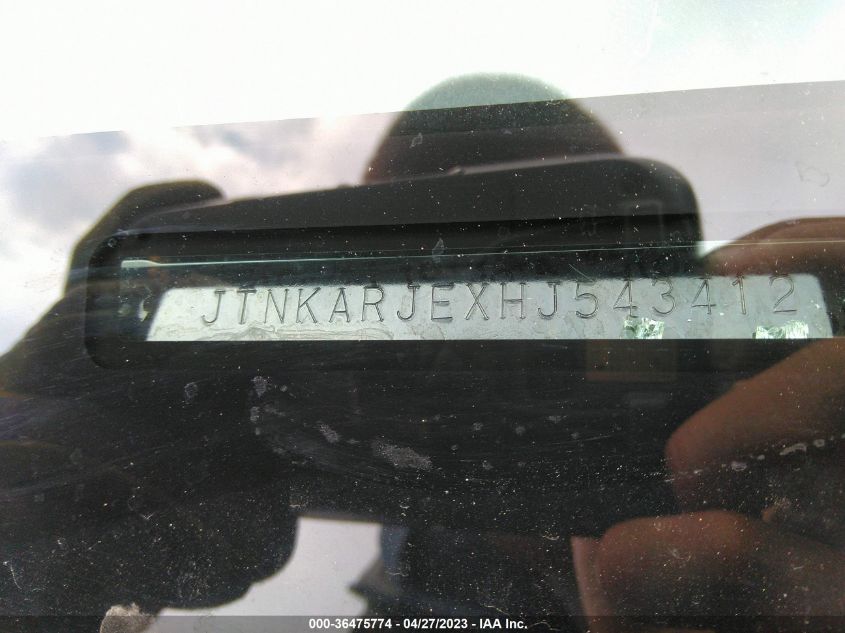 JTNKARJEXHJ543412
000-36475774 - 04/27/2023 - IAA Inc.